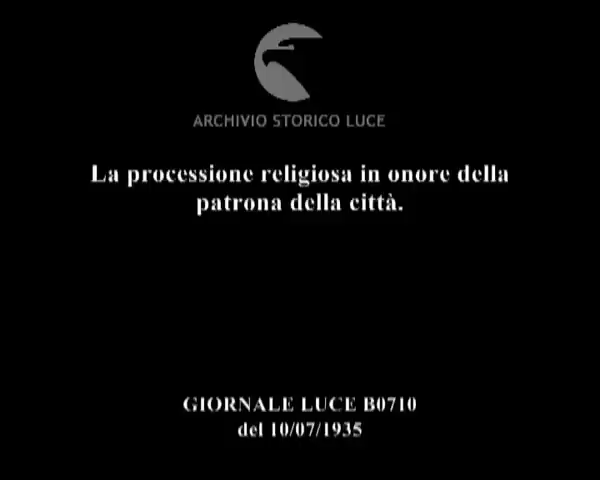 ARCHIVIO STORICO LUCE
La processione religiosa in onore della
patrona della città.
GIORNALE LUCE B0710
del 10/07/1935